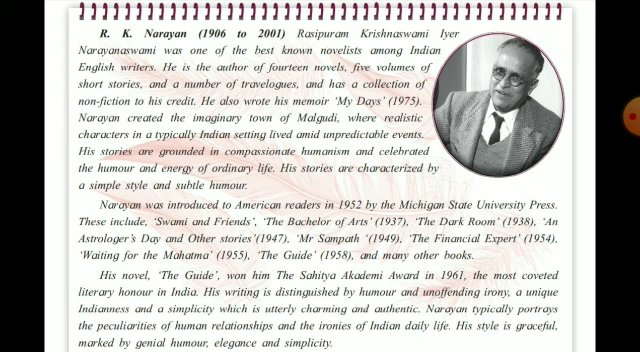 R. K. Narayan (1906 to 2001) Rasipuram Krishnaswami Iyer
Narayanaswami was one of the best known novelists among Indian
English writers. He is the author of fourteen novels, five volumes of
short stories, and a number of travelogues, and has a collection of
non-fiction to his credit. He also wrote his memoir ‘My Days’ (1975).
Narayan created the imaginary town of Malgudi, where realistic
characters in a typically Indian setting lived amid unpredictable events.
His stories are grounded in compassionate humanism and celebrated
the humour and energy of ordinary life. His stories are characterized by
a simple style and subtle humour.
Narayan was introduced to American readers in 1952 by the Michigan State University Press.
These include, ‘Swami and Friends’, ‘The Bachelor of Arts’ (1937), ‘The Dark Room’ (1938), ‘An
Astrologer’s Day and Other stories’(1947), ‘Mr Sampath ‘(1949), ‘The Financial Expert’ (1954),
‘Waiting for the Mahatma’ (1955), ‘The Guide’ (1958), and many other books.
His novel, ‘The Guide’, won him The Sahitya Akademi Award in 1961, the most coveted
literary honour in India. His writing is distinguished by humour and unoffending irony, a unique
Indianness and a simplicity which is utterly charming and authentic. Narayan typically portrays
the peculiarities of human relationships and the ironies of Indian daily life. His style is graceful,
marked by genial humour, elegance and simplicity.